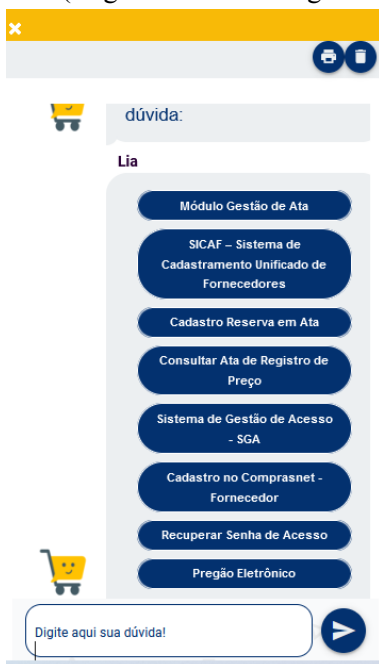 dúvida:
Lia
Módulo Gestão de Ata
SICAF – Sistema de
Cadastramento Unificado de
Fornecedores
Cadastro Reserva em Ata
Consultar Ata de Registro de
Preço
Sistema de Gestão de Acesso
- SGA
Cadastro no Comprasnet -
Fornecedor
Recuperar Senha de Acesso
Pregão Eletrônico
Digite aqui sua dúvida!